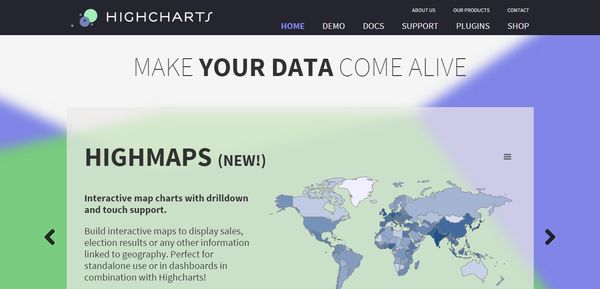 HIGHCHARTS
ABOUT US OUR PRODUCTS CONTACT
HOME DEMO DOCS SUPPORT PLUGINS SHOP
MAKE YOUR DATA COME ALIVE
HIGHMAPS (NEW!)
Interactive map charts with drilldown
and touch support.
Build interactive maps to display sales,
election results or any other information
linked to geography. Perfect for
standalone use or in dashboards in
combination with Highcharts!